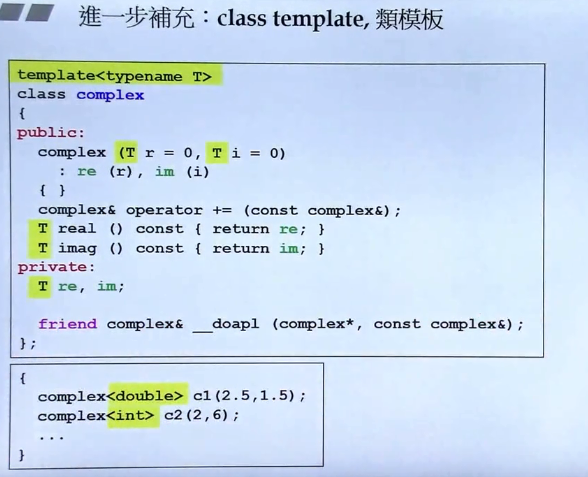 進一步補充：class template, 類模板
template<typename T>
class complex
{
public:
complex (T r = 0, T i = 0)
: re (r), im (i)
{ }
complex& operator += (const complex&);
T real () const { return re; }
T imag () const { return im; }
private:
T re, im;
friend complex& __doapl (complex*, const complex&);
};
{
complex<double> c1(2.5,1.5);
complex<int> c2(2,6);
...
}